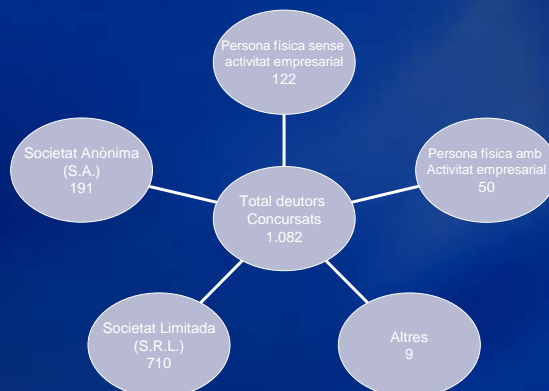 Persona física sense
activitat empresarial
122
Societat Anònima
(S.A.)
191
Persona física amb
Activitat empresarial
50
Total deutors
Concursats
1.082
Societat Limitada
(S.R.L.)
710
Altres
9